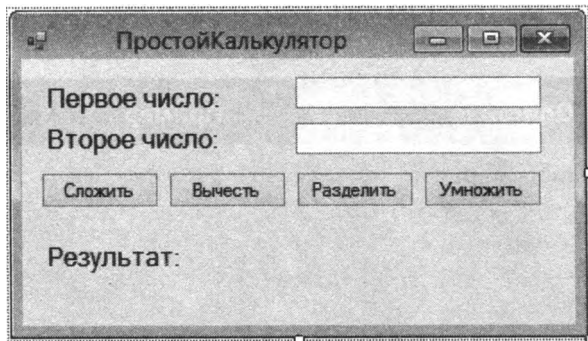 ПростойКалькулятор
Первое число:
Второе число:
Сложить Вычесть Разделить Умножить
Результат: